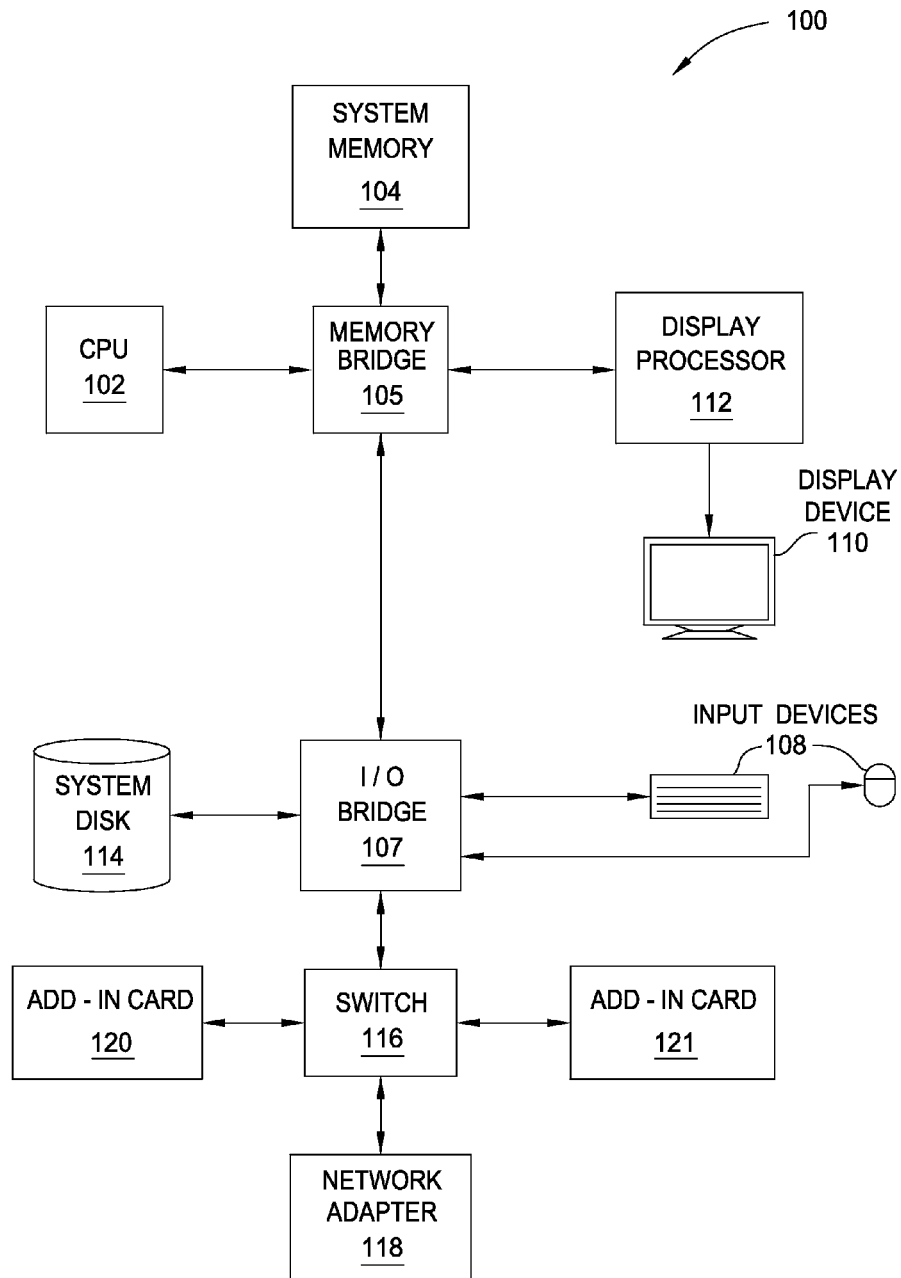 100
SYSTEM
MEMORY
104
CPU
102
MEMORY
BRIDGE
105
DISPLAY
PROCESSOR
112
DISPLAY
DEVICE
110
INPUT DEVICES
108
SYSTEM
DISK
114
I / O
BRIDGE
107
ADD - IN CARD
120
SWITCH
116
ADD - IN CARD
121
NETWORK
ADAPTER
118